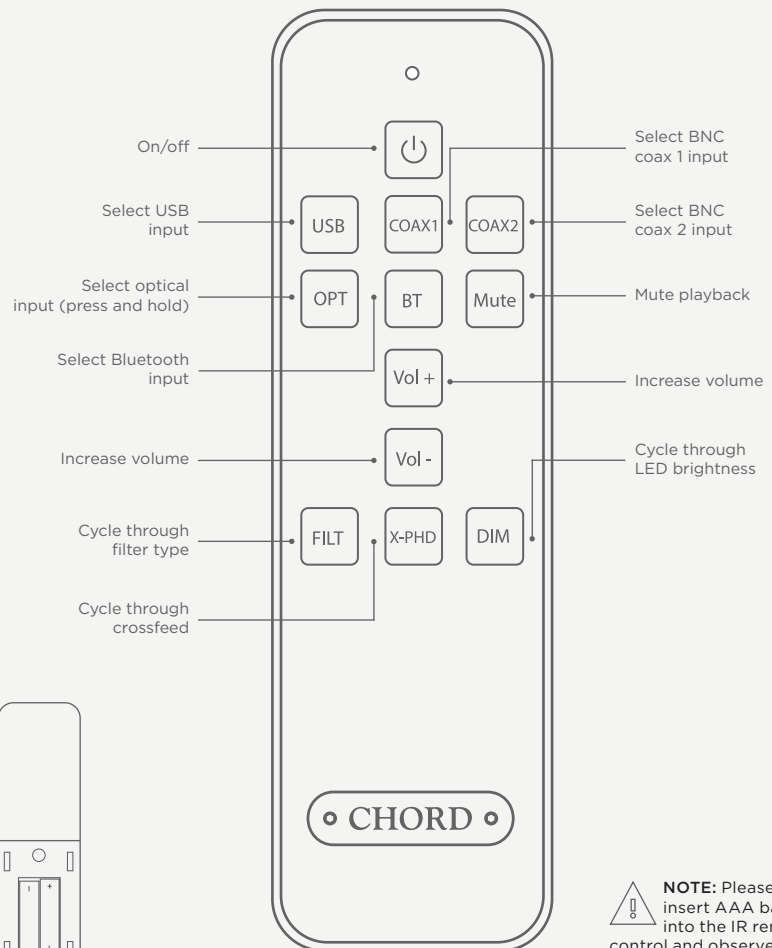 On/off
Select BNC
coax 1 input
Select USB
input
USB
COAX1
COAX2
Select BNC
coax 2 input
Select optical
input (press and hold)
OPT
BT
Mute
Mute playback
Select Bluetooth
input
Vol +
Increase volume
Increase volume
Vol -
Cycle through
LED brightness
Cycle through
filter type
FILT
X-PHD
DIM
Cycle through
crossfeed
CHORD
- +
NOTE: Please
insert AAA ba
into the IR re
control and observe